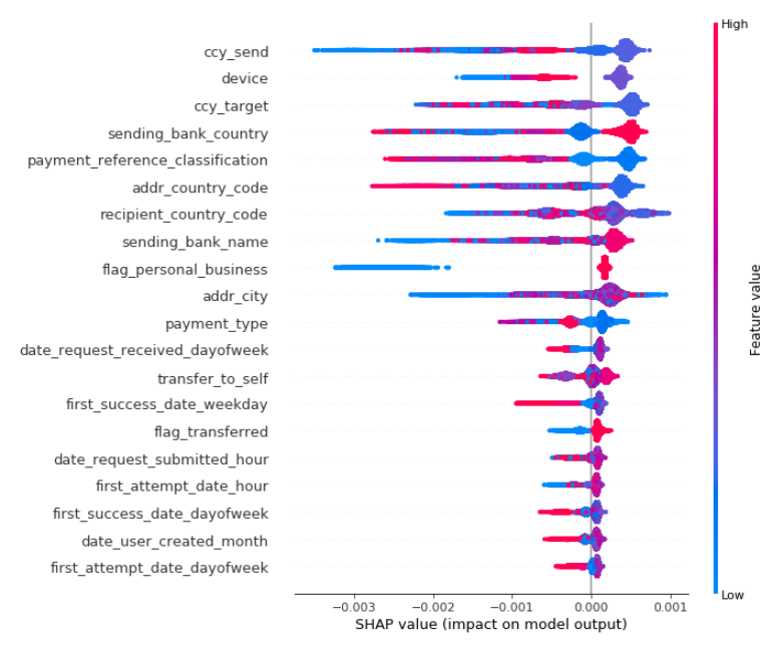 High
ccy_send
device
ccy_target
sending_bank_country
payment_reference_classification
addr_country_code
recipient_country_code
sending_bank_name
flag_personal_business
addr_city
payment_type
date_request_received_dayofweek
transfer_to_self
first_success_date_weekday
flag_transferred
date_request_submitted_hour
first_attempt_date_hour
first_success_date_dayofweek
date_user_created_month
first_attempt_date_dayofweek
Feature value
Low
−0.003 −0.002 −0.001 0.000 0.001
SHAP value (impact on model output)